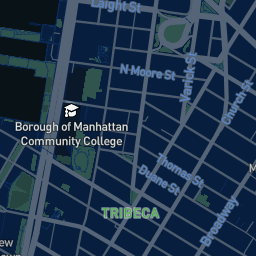 Laight St
N Moore St
Varick St
Church St
Borough of Manhattan
Community College
Thomas St
Duane St
TRIBECA
Broadway
M
ew
own